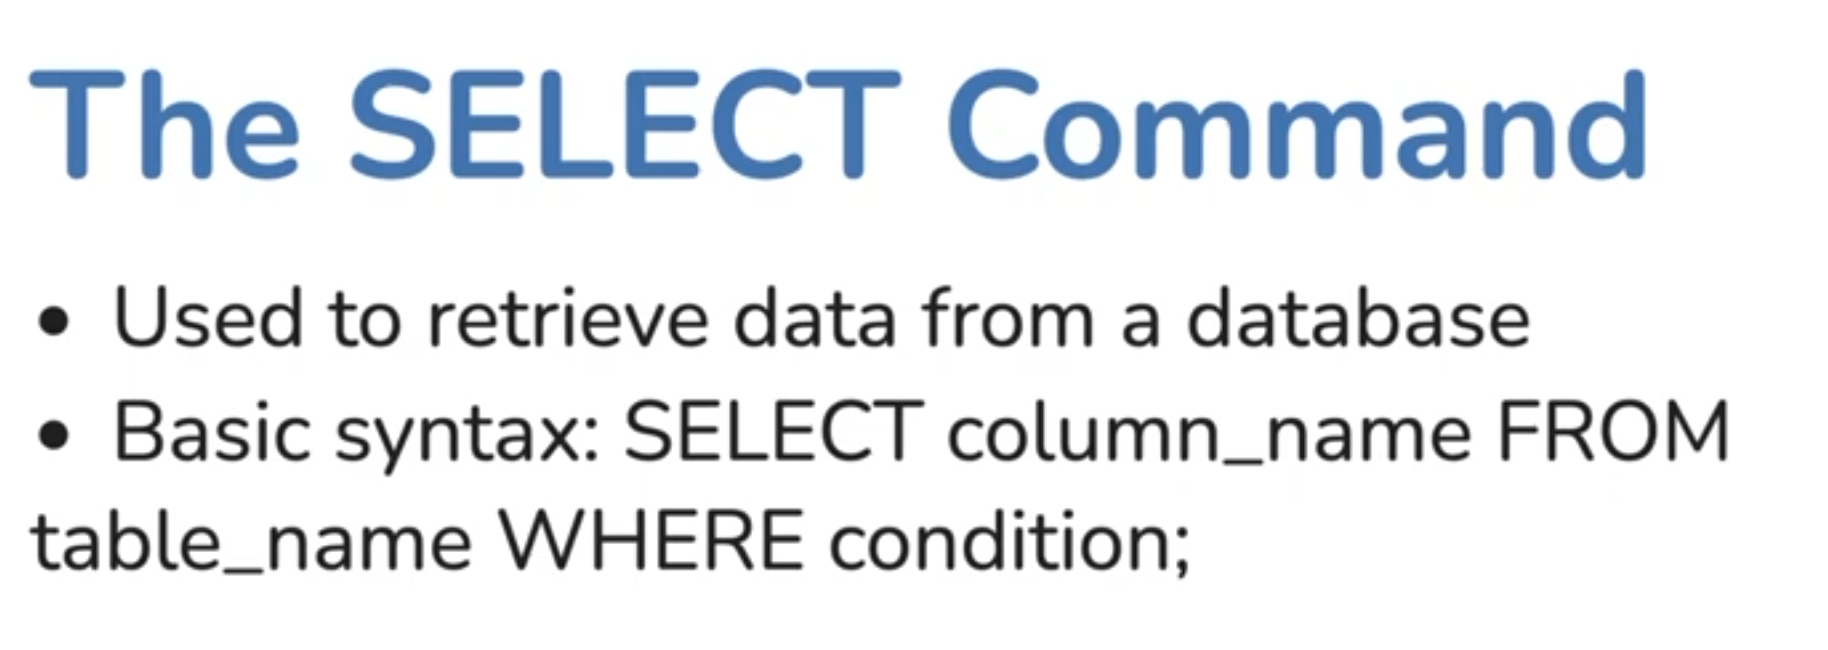 The SELECT Command
• Used to retrieve data from a database
• Basic syntax: SELECT column_name FROM
table_name WHERE condition;